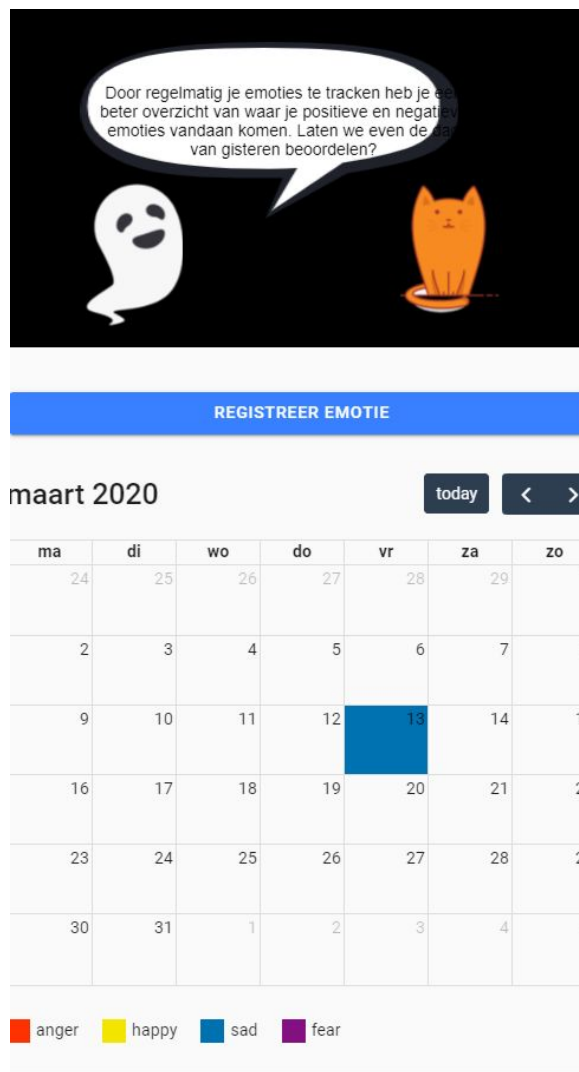 Door regelmatig je emoties te tracken heb je een
beter overzicht van waar je positieve en negatieve
emoties vandaan komen. Laten we even de dag
van gisteren beoordelen?
REGISTREER EMOTIE
maart 2020
today
ma di wo do vr za zo
24 25 26 27 28 29
2 3 4 5 6 7
9 10 11 12 13 14
16 17 18 19 20 21
23 24 25 26 27 28
30 31 1 2 3 4
anger happy sad fear